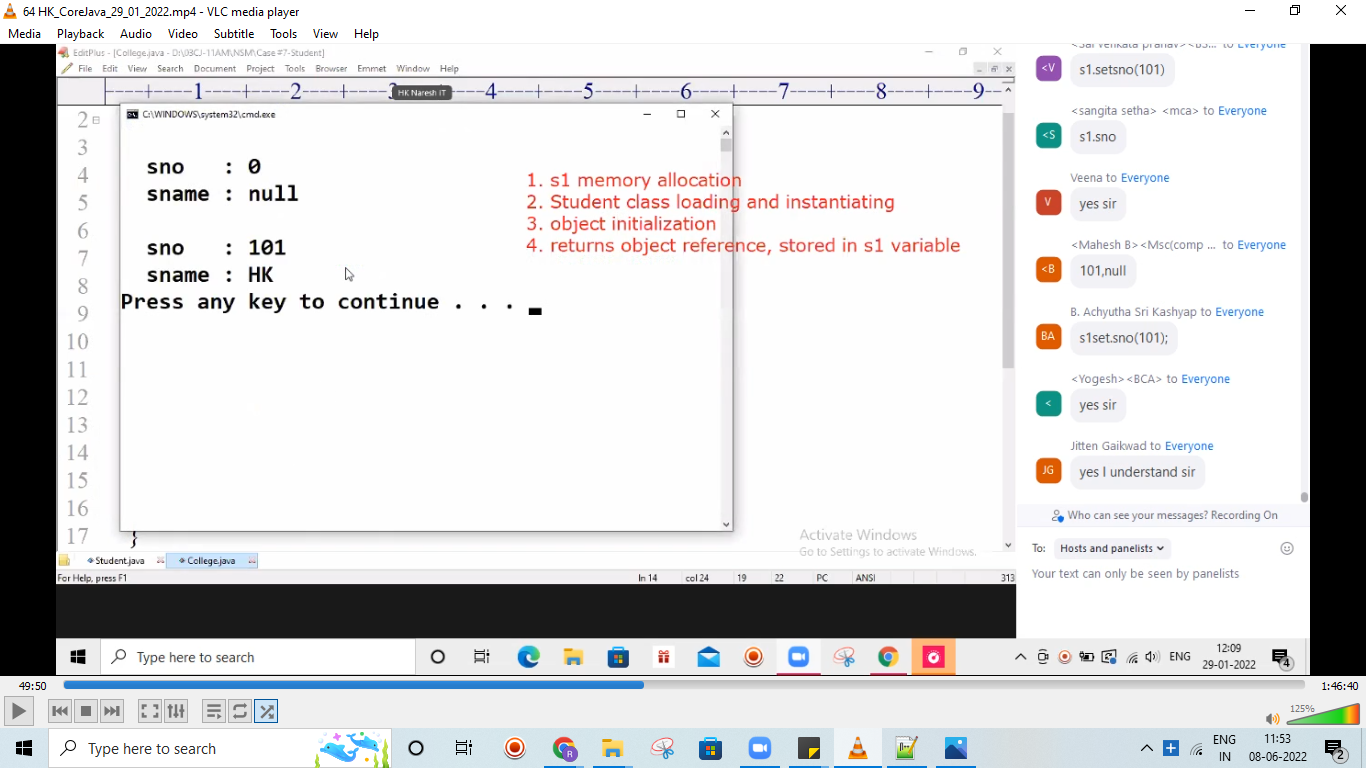 64 HK_CoreJava_29_01_2022.mp4 - VLC media player
Media Playback Audio Video Subtitle Tools View Help
EditPlus - [College.java - D:\03CJ-11AM\NSM\Case #7-Student]
File Edit View Search Document Project Tools Browser Emmet Window Help
----+----1----+----2----+----3----+----4----+----5----+----6----+----7----+----8----+----9--
HK Naresh IT
C:\WINDOWS\system32\cmd.exe
2
3
4
5
6
7
8
9
10
11
12
13
14
15
16
17 }
sno : 0
sname : null
sno : 101
sname : HK
Press any key to continue . . .
1. s1 memory allocation
2. Student class loading and instantiating
3. object initialization
4. returns object reference, stored in s1 variable
Activate Windows
Go to Settings to activate Windows.
Student.java College.java
For Help, press F1 ln 14 col 24 19 22 PC ANSI 313
<Sai venkata pranav><BS... to Everyone
<V s1.setsno(101)
<sangita setha> <mca> to Everyone
<S s1.sno
Veena to Everyone
V yes sir
<Mahesh B><Msc(comp ... to Everyone
<B 101,null
B. Achyutha Sri Kashyap to Everyone
BA s1set.sno(101);
<Yogesh><BCA> to Everyone
< yes sir
Jitten Gaikwad to Everyone
JG yes I understand sir
Who can see your messages? Recording On
To: Hosts and panelists
Your text can only be seen by panelists
Type here to search
ENG
12:09
29-01-2022
4
49:50 1:46:40
125%
Type here to search
ENG
IN
11:53
08-06-2022
2